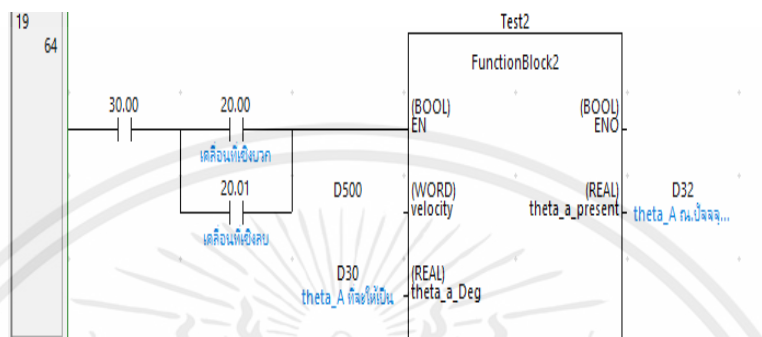 19
64
Test2
FunctionBlock2
30.00
20.00
(BOOL)
EN
(BOOL)
ENO
เคลื่อนที่เชิงบวก
20.01
เคลื่อนที่เชิงลบ
D500
(WORD)
velocity
(REAL)
theta_a_present
D32
theta_A ณ.ปัจจจุ...
D30
theta_A ที่จะให้เป็น
(REAL)
theta_a_Deg